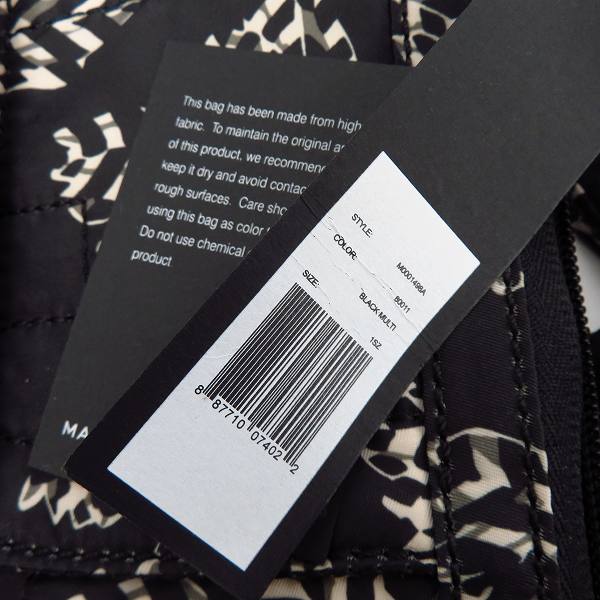 This bag has been made from high
fabric. To maintain the original
of this product, we recommend
keep it dry and avoid contac
rough surfaces. Care sho
using this bag as color
Do not use chemical
product
MA
STYLE: M0001498A
COLOR: 80011
BLACK MULTI
SIZE: 1SZ
8 87710 07402 2